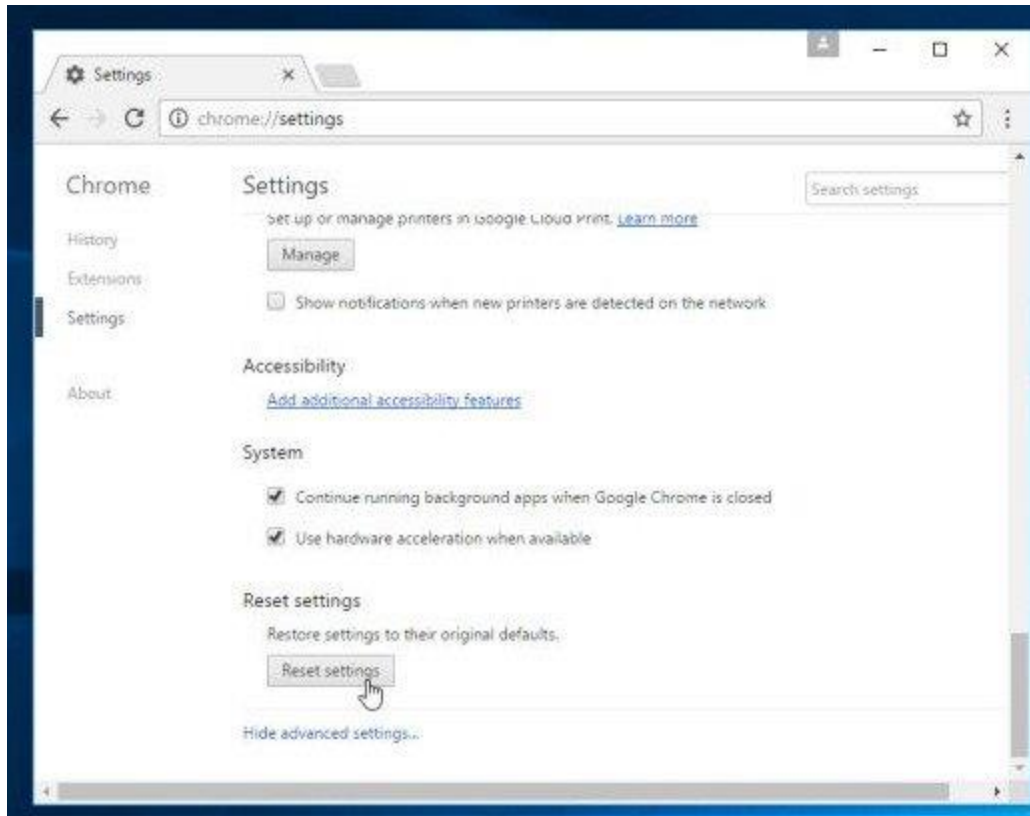 Settings
chrome://settings
Chrome
Settings
Search settings
History
Extensions
Settings
About
Set up or manage printers in Google Cloud Print. Learn more
Manage
Show notifications when new printers are detected on the network
Accessibility
Add additional accessibility features
System
Continue running background apps when Google Chrome is closed
Use hardware acceleration when available
Reset settings
Restore settings to their original defaults.
Reset settings
Hide advanced settings...